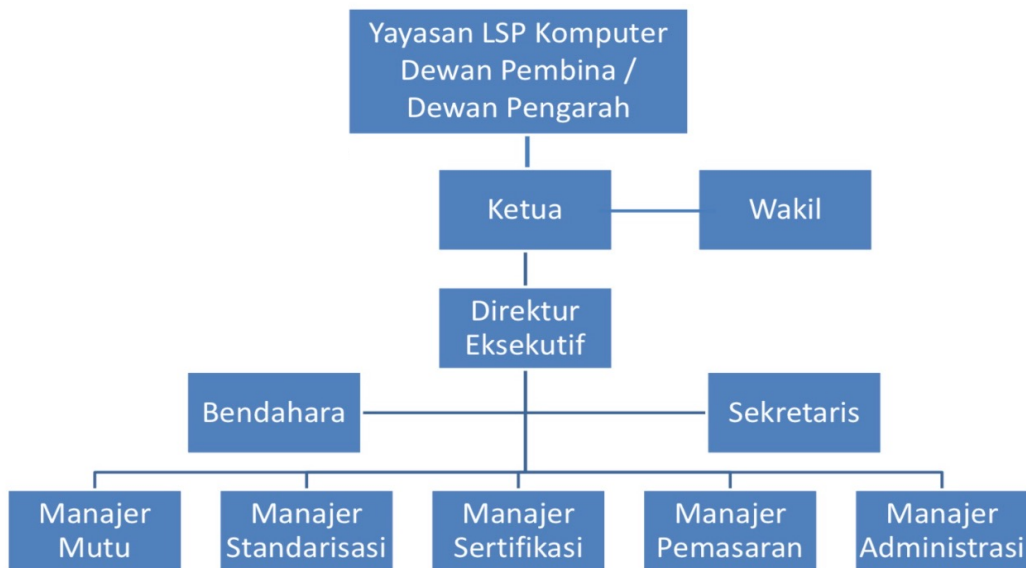 Yayasan LSP Komputer
Dewan Pembina /
Dewan Pengarah
Ketua
Wakil
Direktur
Eksekutif
Bendahara
Sekretaris
Manajer
Mutu
Manajer
Standarisasi
Manajer
Sertifikasi
Manajer
Pemasaran
Manajer
Administrasi